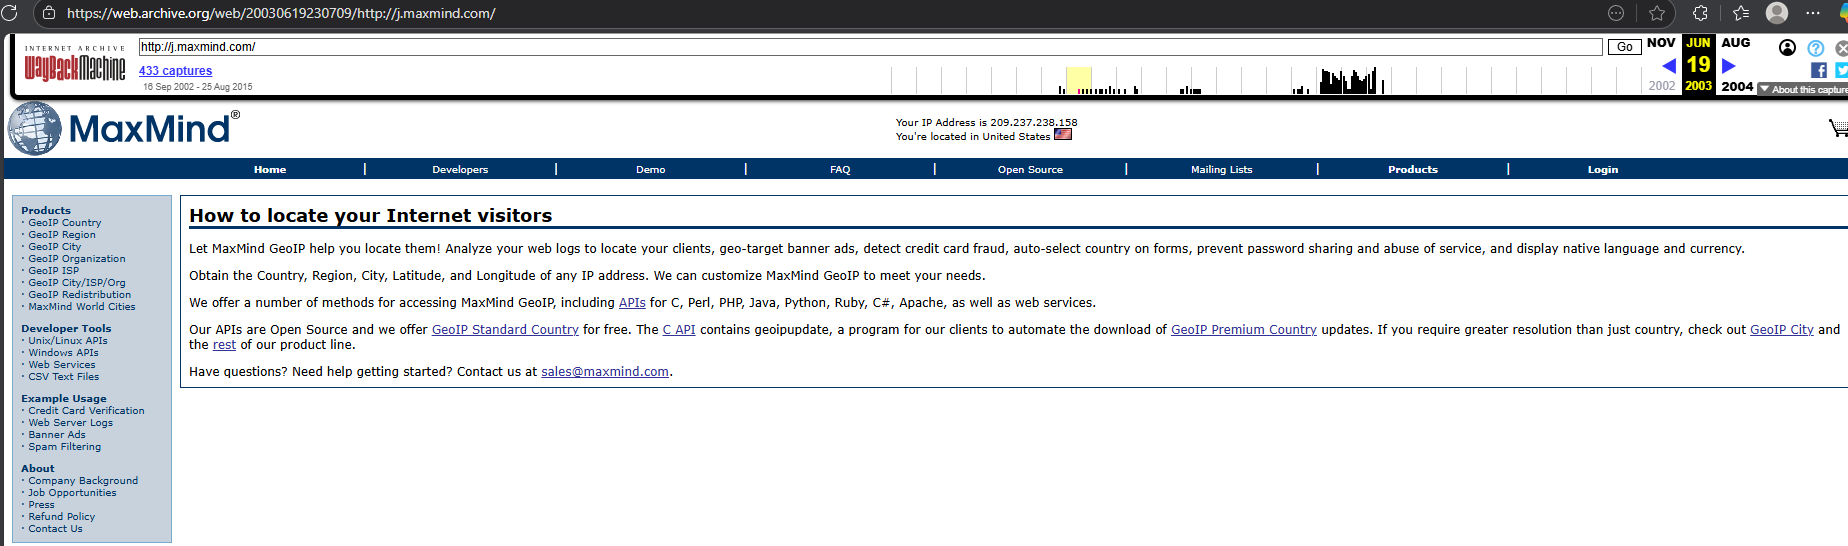 https://web.archive.org/web/20030619230709/http://j.maxmind.com/
INTERNET ARCHIVE
WayBackMachine
http://j.maxmind.com/
Go
NOV JUN AUG
433 captures
19
16 Sep 2002 - 25 Aug 2015
2002 2003 2004
About this capture
MaxMind®
Your IP Address is 209.237.238.158
You're located in United States
Home | Developers | Demo | FAQ | Open Source | Mailing Lists | Products | Login
Products
· GeoIP Country
· GeoIP Region
· GeoIP City
· GeoIP Organization
· GeoIP ISP
· GeoIP City/ISP/Org
· GeoIP Redistribution
· MaxMind World Cities
Developer Tools
· Unix/Linux APIs
· Windows APIs
· Web Services
· CSV Text Files
Example Usage
· Credit Card Verification
· Web Server Logs
· Banner Ads
· Spam Filtering
About
· Company Background
· Job Opportunities
· Press
· Refund Policy
· Contact Us
How to locate your Internet visitors
Let MaxMind GeoIP help you locate them! Analyze your web logs to locate your clients, geo-target banner ads, detect credit card fraud, auto-select country on forms, prevent password sharing and abuse of service, and display native language and currency.
Obtain the Country, Region, City, Latitude, and Longitude of any IP address. We can customize MaxMind GeoIP to meet your needs.
We offer a number of methods for accessing MaxMind GeoIP, including APIs for C, Perl, PHP, Java, Python, Ruby, C#, Apache, as well as web services.
Our APIs are Open Source and we offer GeoIP Standard Country for free. The C API contains geoipupdate, a program for our clients to automate the download of GeoIP Premium Country updates. If you require greater resolution than just country, check out GeoIP City and
the rest of our product line.
Have questions? Need help getting started? Contact us at sales@maxmind.com.